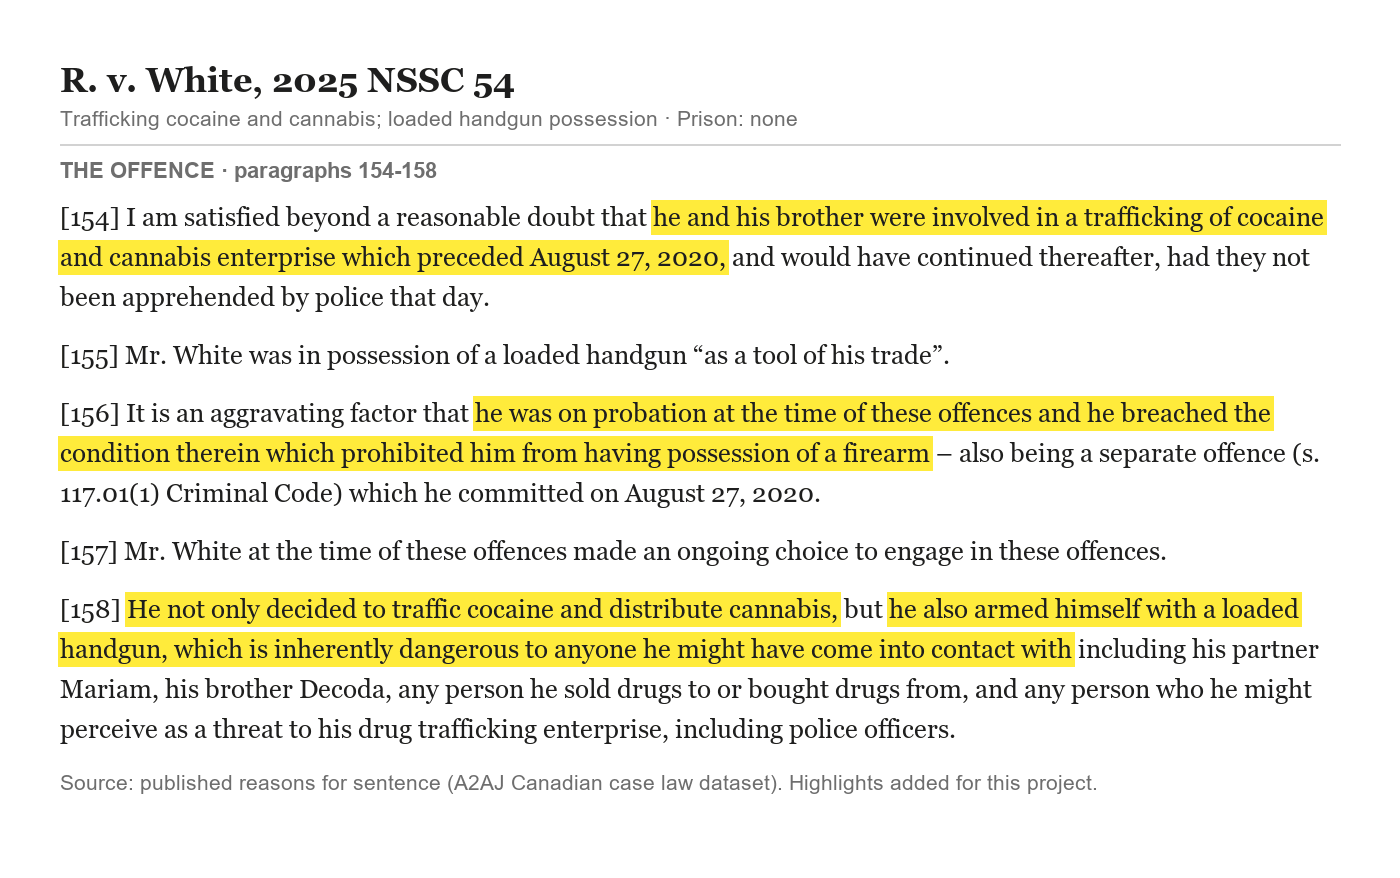 R. v. White, 2025 NSSC 54
Trafficking cocaine and cannabis; loaded handgun possession · Prison: none
THE OFFENCE · paragraphs 154-158
[154] I am satisfied beyond a reasonable doubt that he and his brother were involved in a trafficking of cocaine
and cannabis enterprise which preceded August 27, 2020, and would have continued thereafter, had they not
been apprehended by police that day.
[155] Mr. White was in possession of a loaded handgun “as a tool of his trade”.
[156] It is an aggravating factor that he was on probation at the time of these offences and he breached the
condition therein which prohibited him from having possession of a firearm – also being a separate offence (s.
117.01(1) Criminal Code) which he committed on August 27, 2020.
[157] Mr. White at the time of these offences made an ongoing choice to engage in these offences.
[158] He not only decided to traffic cocaine and distribute cannabis, but he also armed himself with a loaded
handgun, which is inherently dangerous to anyone he might have come into contact with including his partner
Mariam, his brother Decoda, any person he sold drugs to or bought drugs from, and any person who he might
perceive as a threat to his drug trafficking enterprise, including police officers.
Source: published reasons for sentence (A2AJ Canadian case law dataset). Highlights added for this project.